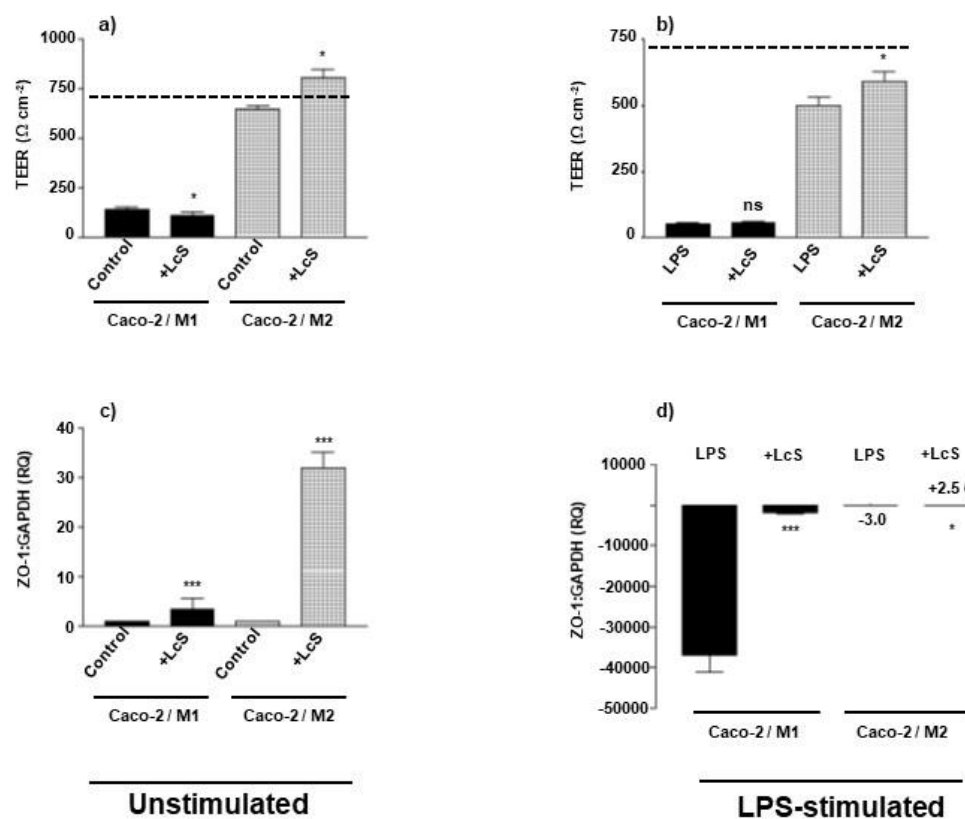 a)
TEER (Ω cm⁻²)
1000
750
500
250
0
*
*
Control
+LcS
Control
+LcS
Caco-2 / M1
Caco-2 / M2
b)
TEER (Ω cm⁻²)
750
500
250
0
ns
*
LPS
+LcS
LPS
+LcS
Caco-2 / M1
Caco-2 / M2
c)
ZO-1:GAPDH (RQ)
40
30
20
10
0
***
***
Control
+LcS
Control
+LcS
Caco-2 / M1
Caco-2 / M2
Unstimulated
d)
ZO-1:GAPDH (RQ)
LPS
+LcS
LPS
+LcS
10000
-10000
-20000
-30000
-40000
-50000
***
-3.0
+2.5
*
Caco-2 / M1
Caco-2 / M2
LPS-stimulated